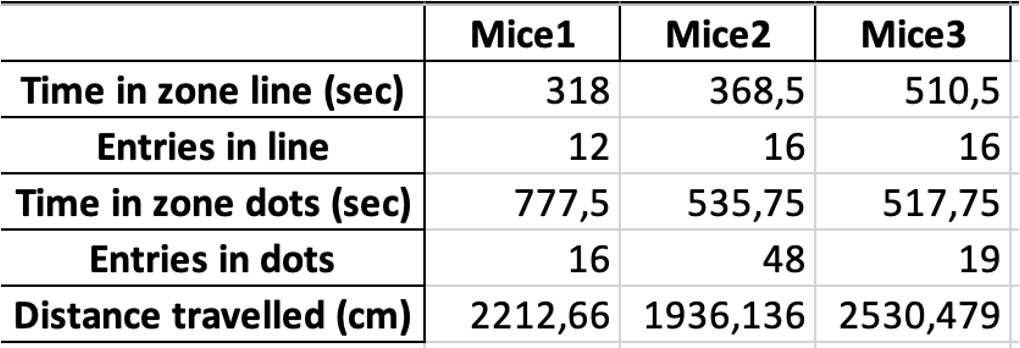 Mice1 Mice2 Mice3
Time in zone line (sec) 318 368,5 510,5
Entries in line 12 16 16
Time in zone dots (sec) 777,5 535,75 517,75
Entries in dots 16 48 19
Distance travelled (cm) 2212,66 1936,136 2530,479